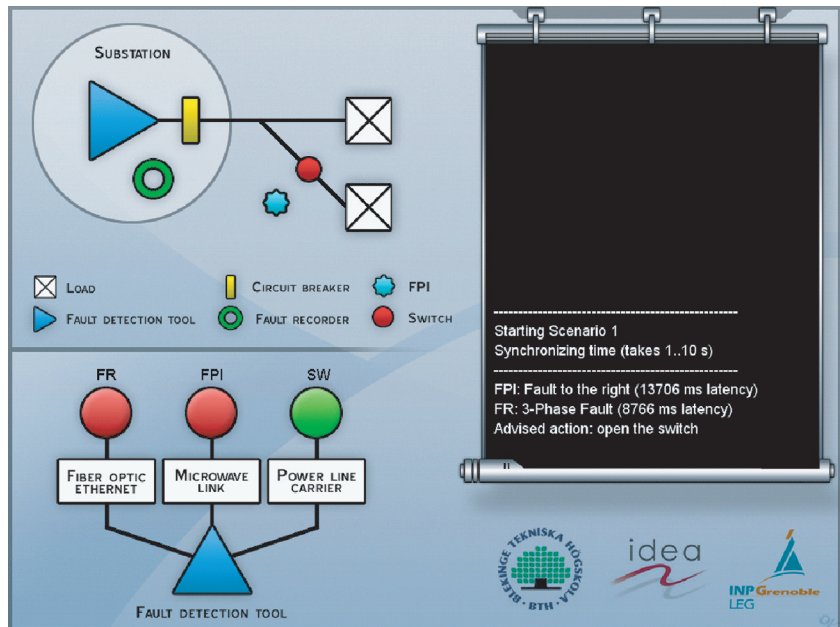 SUBSTATION
LOAD
CIRCUIT BREAKER
FPI
FAULT DETECTION TOOL
FAULT RECORDER
SWITCH
FR
FPI
SW
FIBER OPTIC
ETHERNET
MICROWAVE
LINK
POWER LINE
CARRIER
FAULT DETECTION TOOL
--------------------------------------------------
Starting Scenario 1
Synchronizing time (takes 1..10 s)
--------------------------------------------------
FPI: Fault to the right (13706 ms latency)
FR: 3-Phase Fault (8766 ms latency)
Advised action: open the switch
BLEKINGE TEKNISKA HÖGSKOLA
BTH
idea
INPGrenoble
LEG